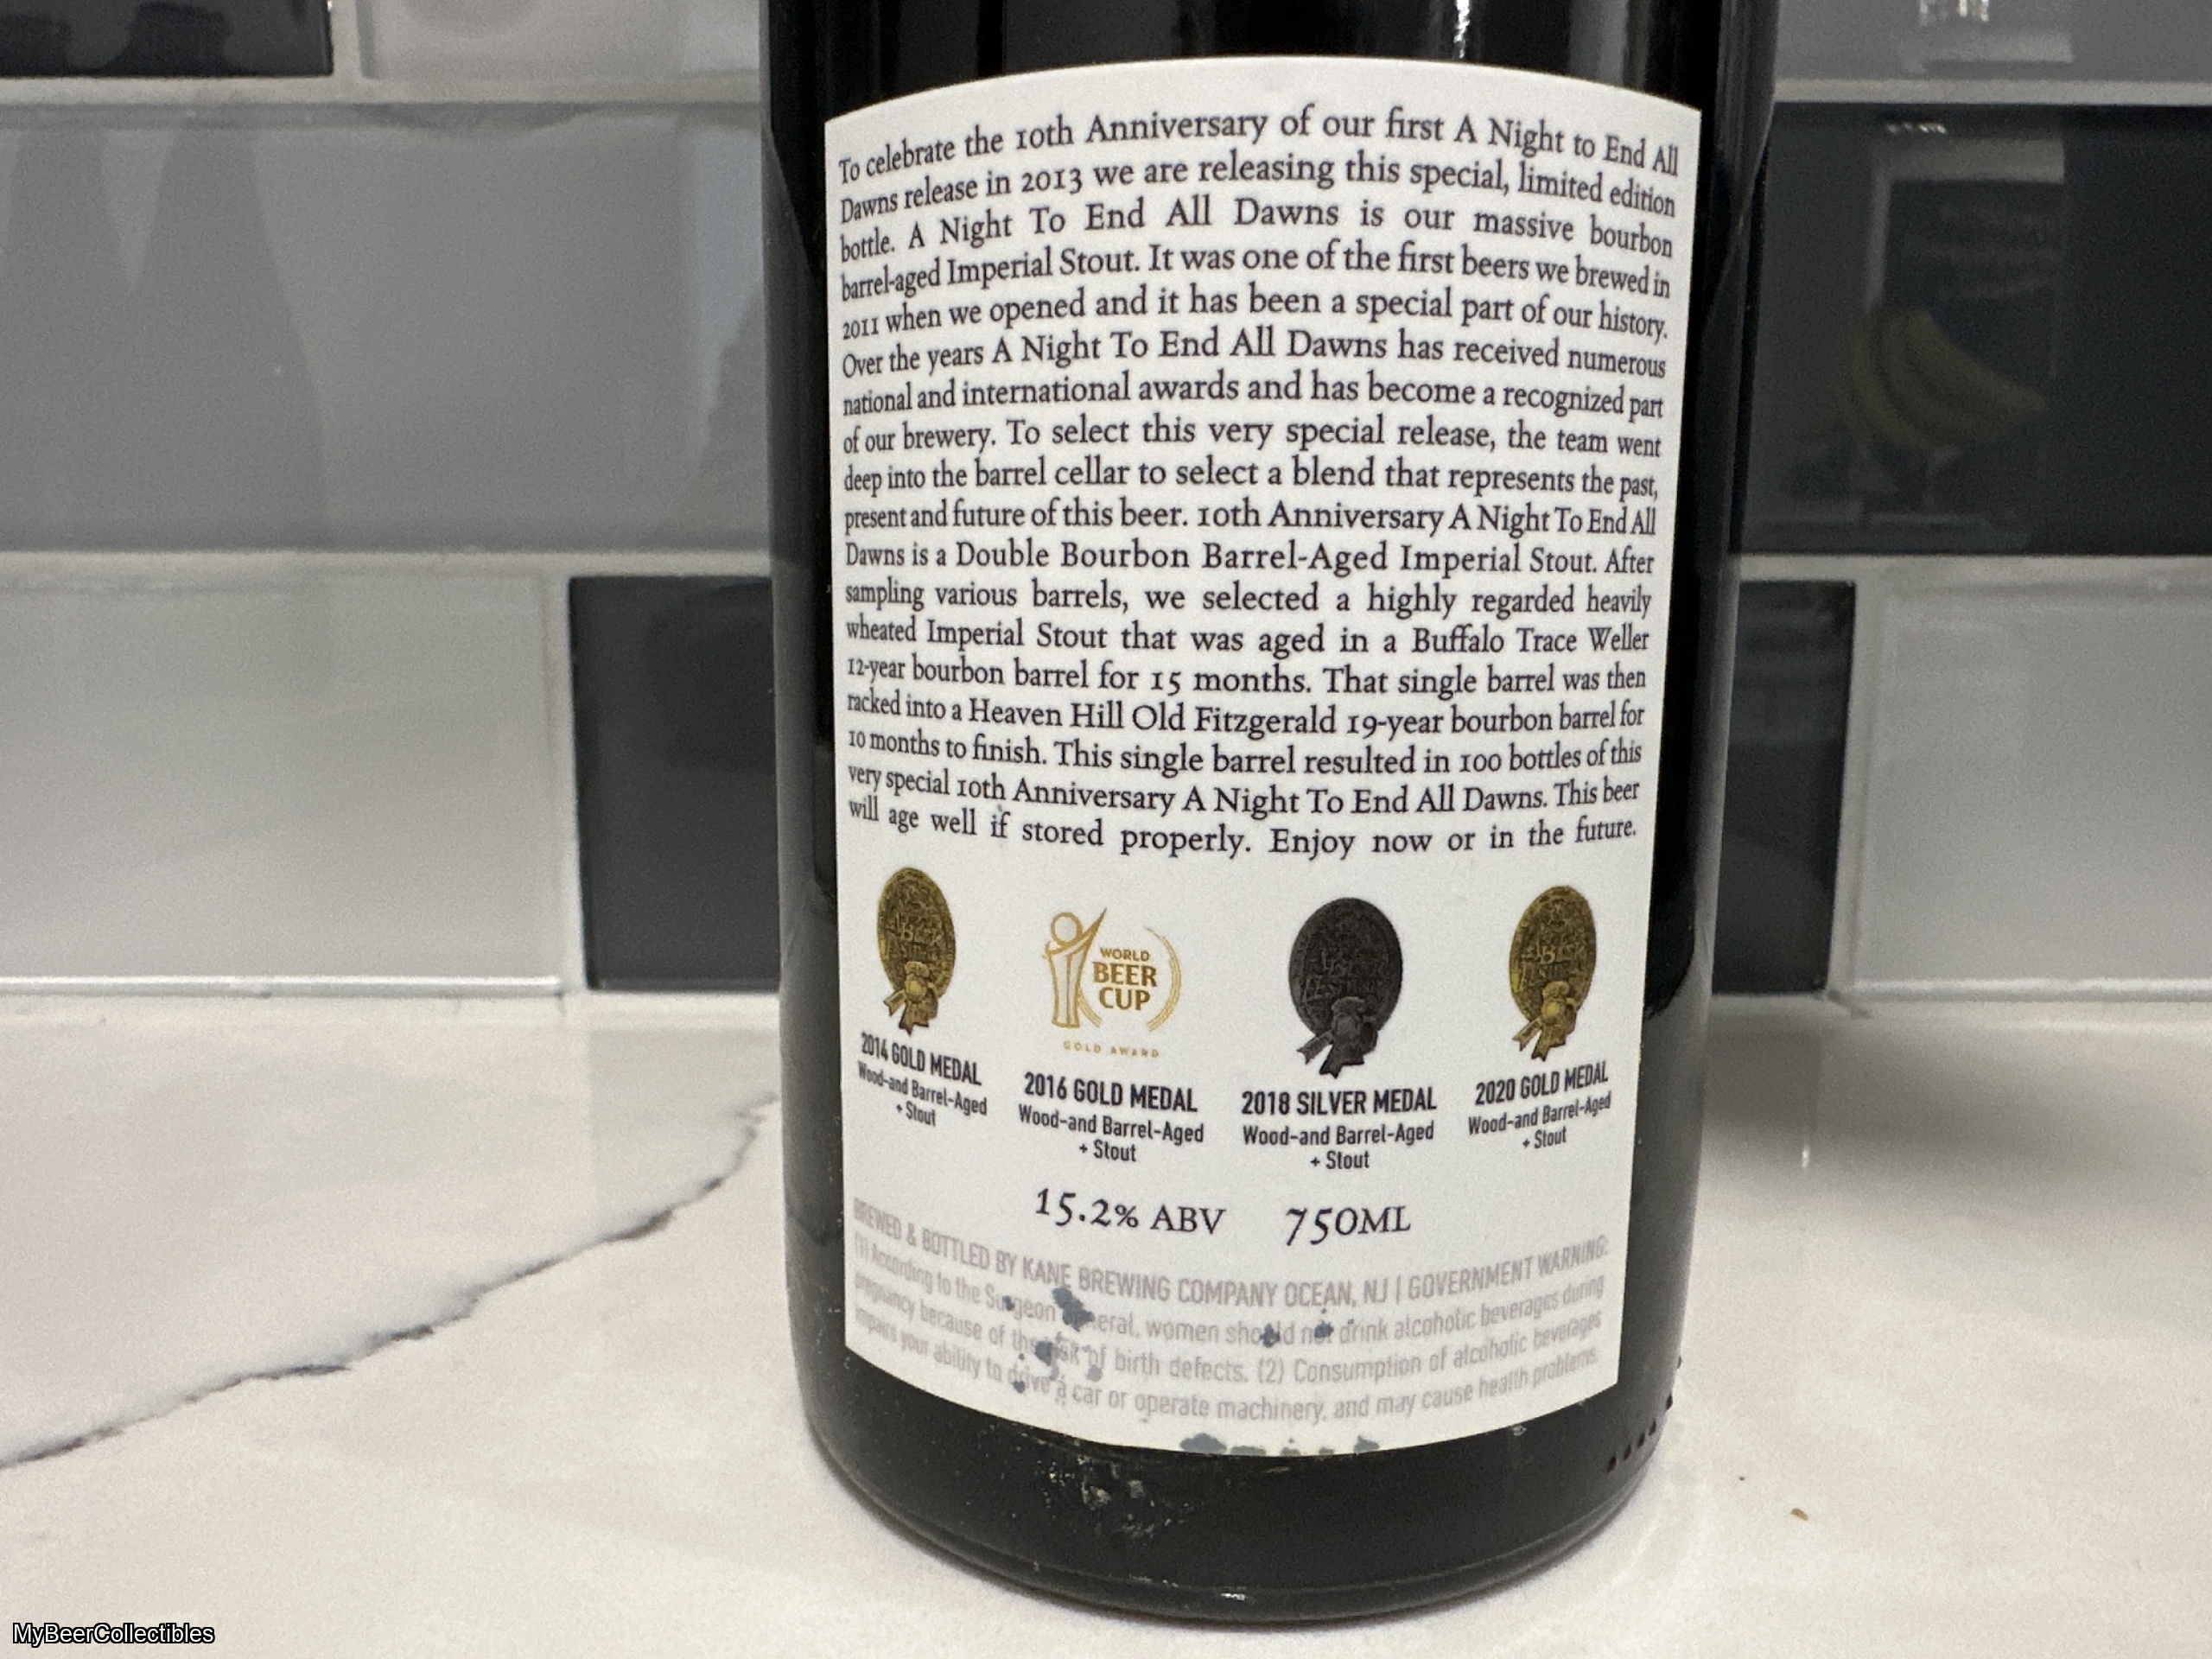 To celebrate the 10th Anniversary of our first A Night to End All
Dawns release in 2013 we are releasing this special, limited edition
bottle. A Night To End All Dawns is our massive bourbon
barrel-aged Imperial Stout. It was one of the first beers we brewed in
2011 when we opened and it has been a special part of our history.
Over the years A Night To End All Dawns has received numerous
national and international awards and has become a recognized part
of our brewery. To select this very special release, the team went
deep into the barrel cellar to select a blend that represents the past,
present and future of this beer. 10th Anniversary A Night To End All
Dawns is a Double Bourbon Barrel-Aged Imperial Stout. After
sampling various barrels, we selected a highly regarded heavily
wheated Imperial Stout that was aged in a Buffalo Trace Weller
12-year bourbon barrel for 15 months. That single barrel was then
racked into a Heaven Hill Old Fitzgerald 19-year bourbon barrel for
10 months to finish. This single barrel resulted in 100 bottles of this
very special 10th Anniversary A Night To End All Dawns. This beer
will age well if stored properly. Enjoy now or in the future.
WORLD
BEER
CUP
GOLD AWARD
2014 GOLD MEDAL
Wood-and Barrel-Aged
+ Stout
2016 GOLD MEDAL
Wood-and Barrel-Aged
+ Stout
2018 SILVER MEDAL
Wood-and Barrel-Aged
+ Stout
2020 GOLD MEDAL
Wood-and Barrel-Aged
+ Stout
15.2% ABV 750ML
BREWED & BOTTLED BY KANE BREWING COMPANY OCEAN, NJ | GOVERNMENT WARNING:
(1) According to the Surgeon General, women should not drink alcoholic beverages during
pregnancy because of the risk of birth defects. (2) Consumption of alcoholic beverages
impairs your ability to drive a car or operate machinery, and may cause health problems.
MyBeerCollectibles